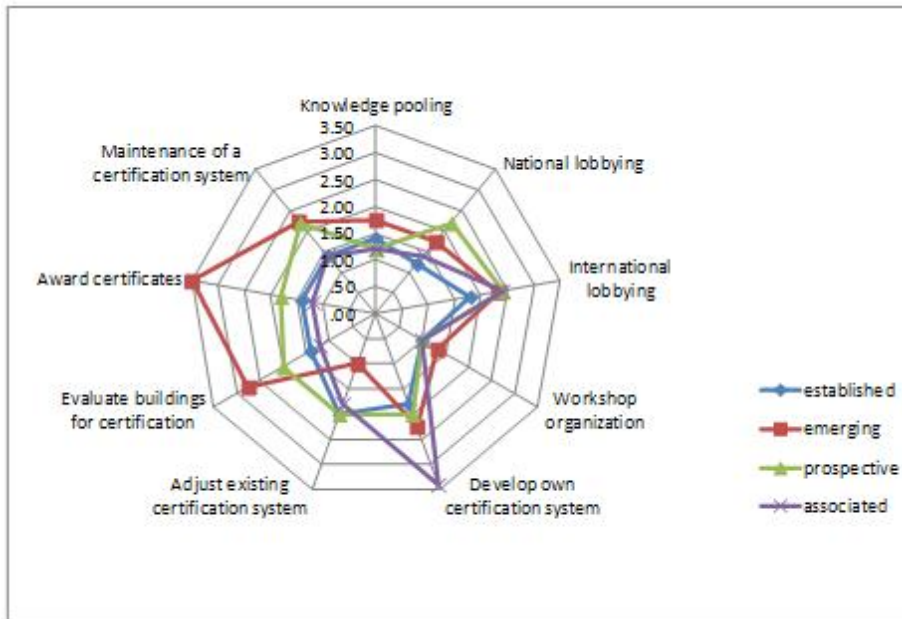 Knowledge pooling
3.50
3.00
2.50
2.00
1.50
1.00
.50
.00
National lobbying
International
lobbying
Workshop
organization
Develop own
certification system
Adjust existing
certification system
Evaluate buildings
for certification
Award certificates
Maintenance of a
certification system
established
emerging
prospective
associated